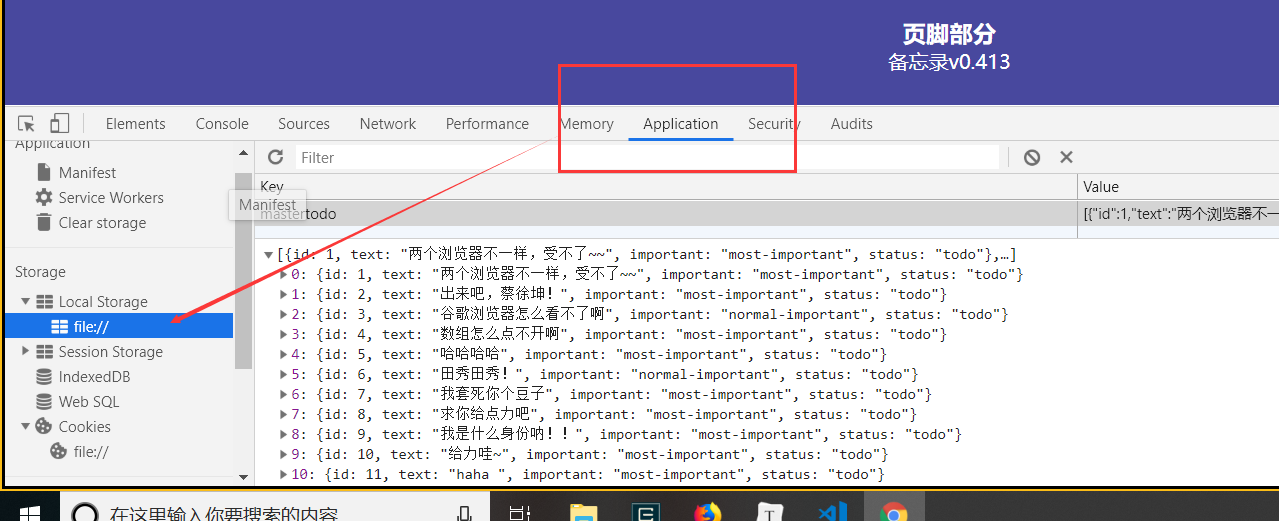 页脚部分
备忘录v0.413
Elements Console Sources Network Performance Memory Application Security Audits
Application
Manifest
Service Workers
Clear storage
Storage
Local Storage
file://
Session Storage
IndexedDB
Web SQL
Cookies
file://
Filter
Key Value
Manifest
mastertodo [{"id":1,"text":"两个浏览器不一
[{id: 1, text: "两个浏览器不一样，受不了~~", important: "most-important", status: "todo"},…]
0: {id: 1, text: "两个浏览器不一样，受不了~~", important: "most-important", status: "todo"}
1: {id: 2, text: "出来吧，蔡徐坤！", important: "most-important", status: "todo"}
2: {id: 3, text: "谷歌浏览器怎么看不了啊", important: "normal-important", status: "todo"}
3: {id: 4, text: "数组怎么点不开啊", important: "most-important", status: "todo"}
4: {id: 5, text: "哈哈哈哈", important: "most-important", status: "todo"}
5: {id: 6, text: "田秀田秀！", important: "normal-important", status: "todo"}
6: {id: 7, text: "我套死你个豆子", important: "most-important", status: "todo"}
7: {id: 8, text: "求你给点力吧", important: "most-important", status: "todo"}
8: {id: 9, text: "我是什么身份呐！！", important: "most-important", status: "todo"}
9: {id: 10, text: "给力哇~", important: "most-important", status: "todo"}
10: {id: 11, text: "haha ", important: "most-important", status: "todo"}
在这里输入你要搜索的内容